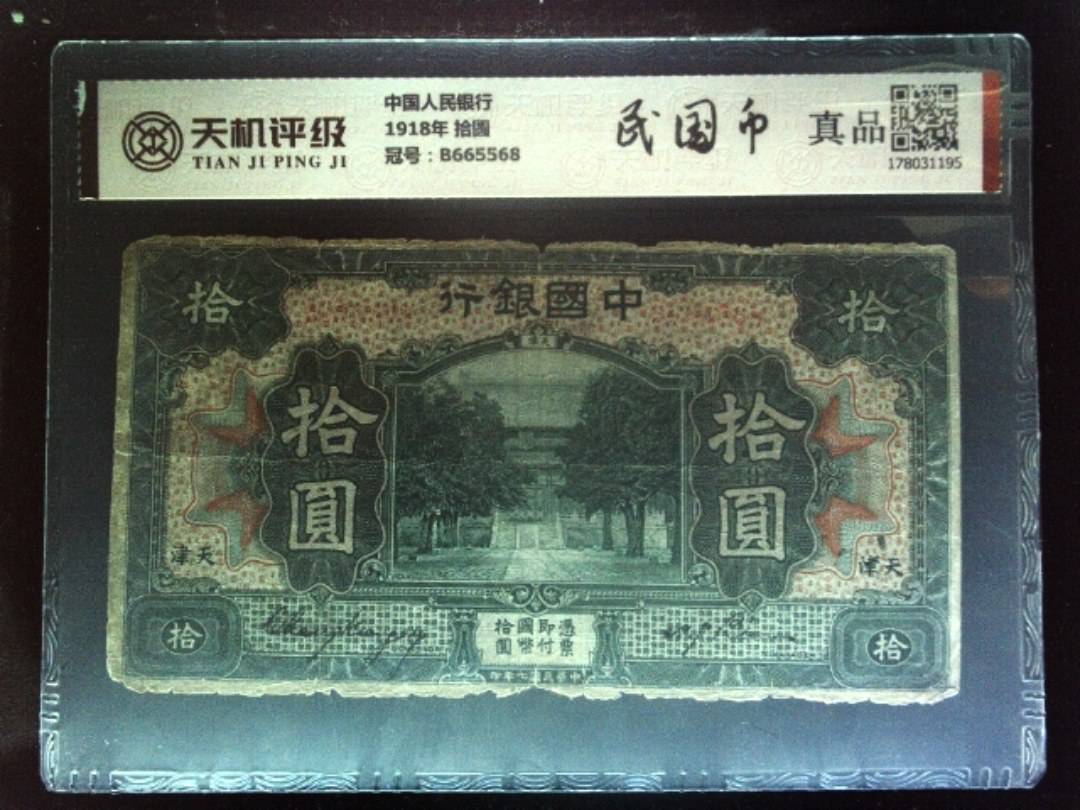 天机评级
TIAN JI PING JI
中国人民银行
1918年 拾圆
冠号：B665568
民国币
真品
178031195
行銀國中
拾
拾
拾圓
拾圓
津天
津天
拾
憑票
即付
國幣
拾圓
拾